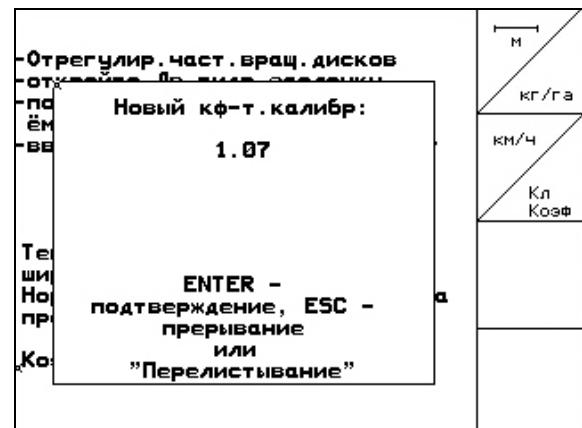 -Отрегулир.част.вращ.дисков
Новый кф-т.калибр:
1.07
ENTER -
подтверждение, ESC -
прерывание
или
"Перелистывание"
м
кг/га
км/ч
Кл
Коэф